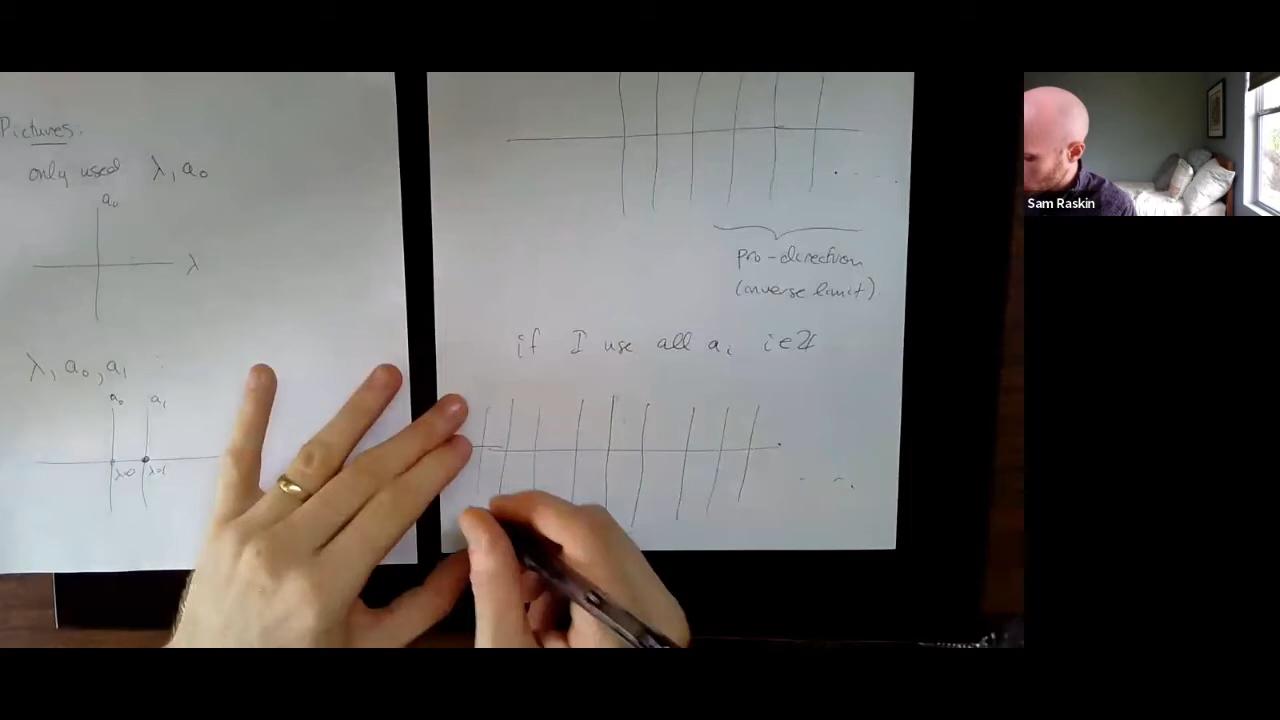 Pictures:
only used λ, a₀
a₀
λ
λ, a₀, a₁ :
a₀ a₁
λ=0 λ=1
pro-direction
(inverse limit).
if I use all aᵢ i∈ℤ
Sam Raskin